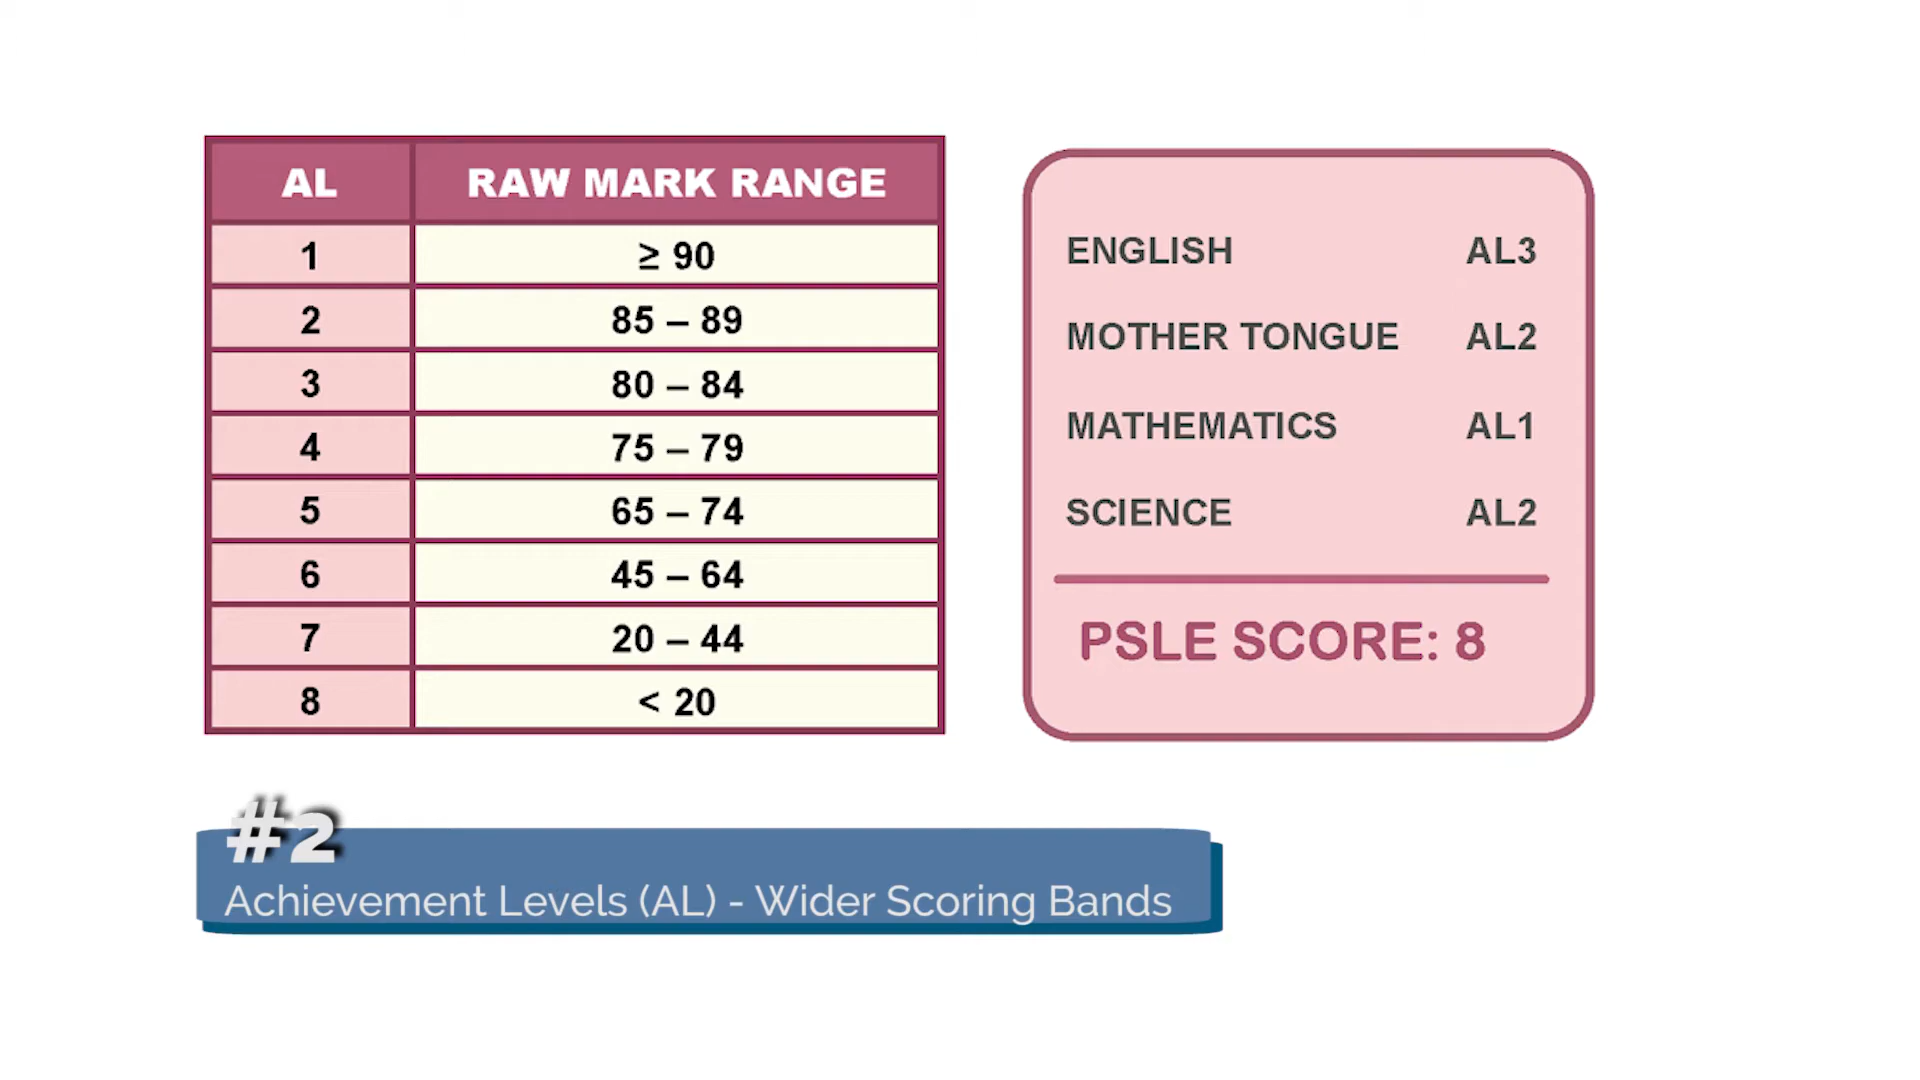 AL RAW MARK RANGE
1 ≥ 90
2 85 – 89
3 80 – 84
4 75 – 79
5 65 – 74
6 45 – 64
7 20 – 44
8 < 20
ENGLISH AL3
MOTHER TONGUE AL2
MATHEMATICS AL1
SCIENCE AL2
PSLE SCORE: 8
#2
Achievement Levels (AL) - Wider Scoring Bands